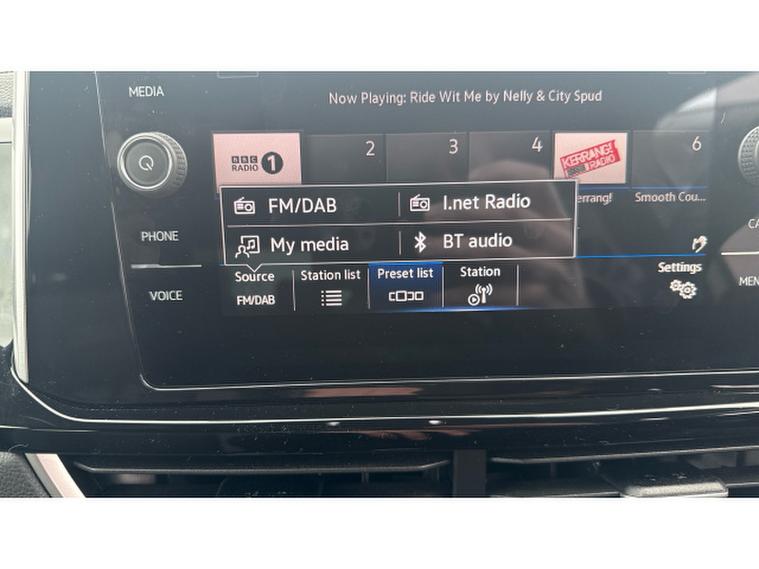 MEDIA
Now Playing: Ride Wit Me by Nelly & City Spud
BBC RADIO 1
2
3
4
KERRANG! RADIO
6
Smooth Cou...
FM/DAB
I.net Radio
My media
BT audio
PHONE
VOICE
Source
FM/DAB
Station list
Preset list
Station
Settings